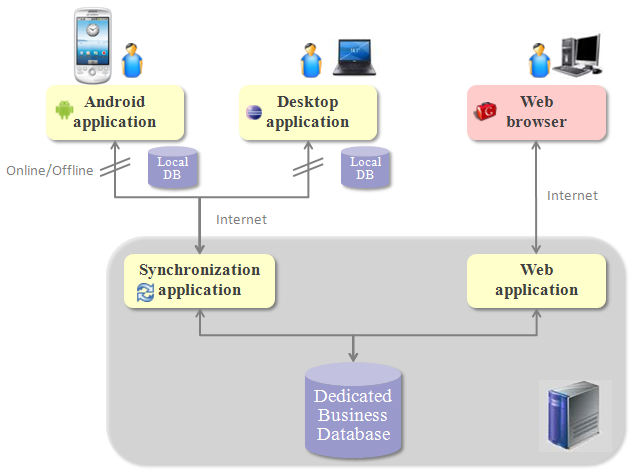 Android
application
Desktop
application
Web
browser
Online/Offline
Local
DB
Local
DB
Internet
Internet
Synchronization
application
Web
application
Dedicated
Business
Database